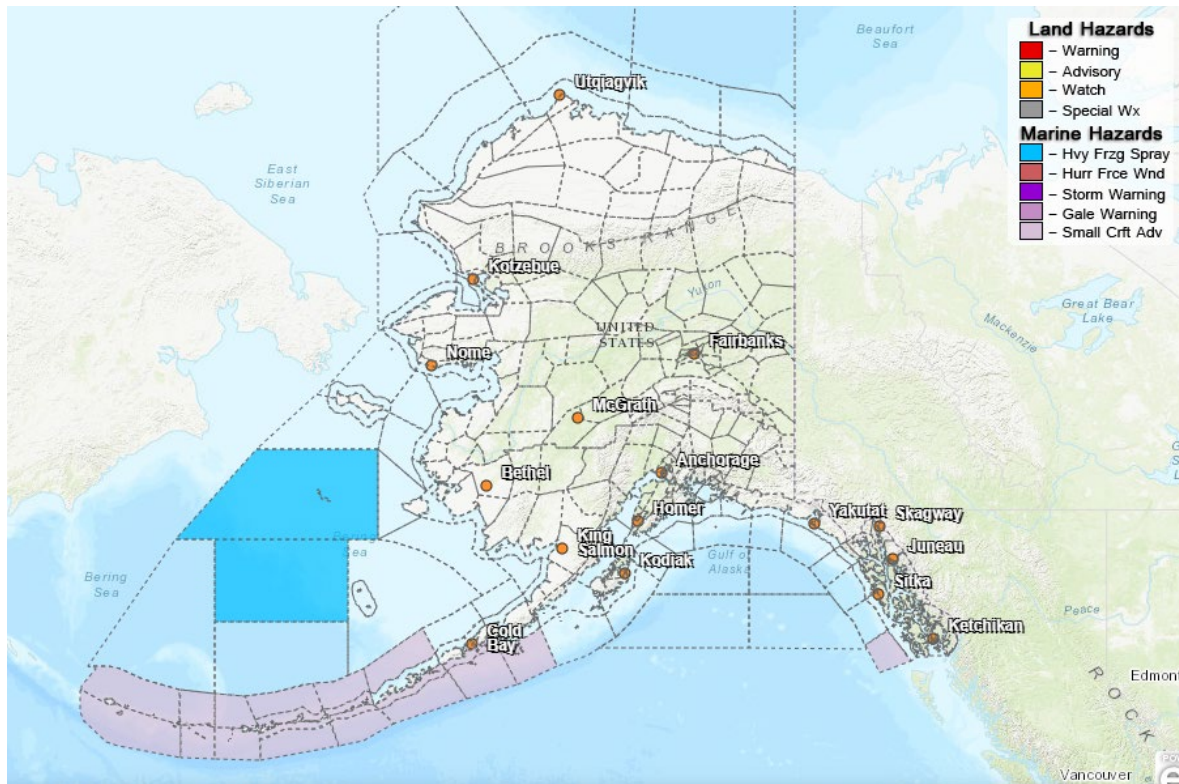 Land Hazards
– Warning
– Advisory
– Watch
– Special Wx
Marine Hazards
– Hvy Frzg Spray
– Hurr Frce Wnd
– Storm Warning
– Gale Warning
– Small Crft Adv
Beaufort
Sea
Utqiagvik
East
Siberian
Sea
BROOKS RANGE
Kotzebue
Yukon
Great Bear
Lake
Mackenzie
UNITED
STATES
Fairbanks
Nome
McGrath
Anchorage
Bethel
Homer
Yakutat
Skagway
King
Salmon
Juneau
Kodiak
Gulf of
Alaska
Sitka
Sea
Bering
Sea
Peace
Ketchikan
Cold
Bay
Edmont
ROCK
Vancouver